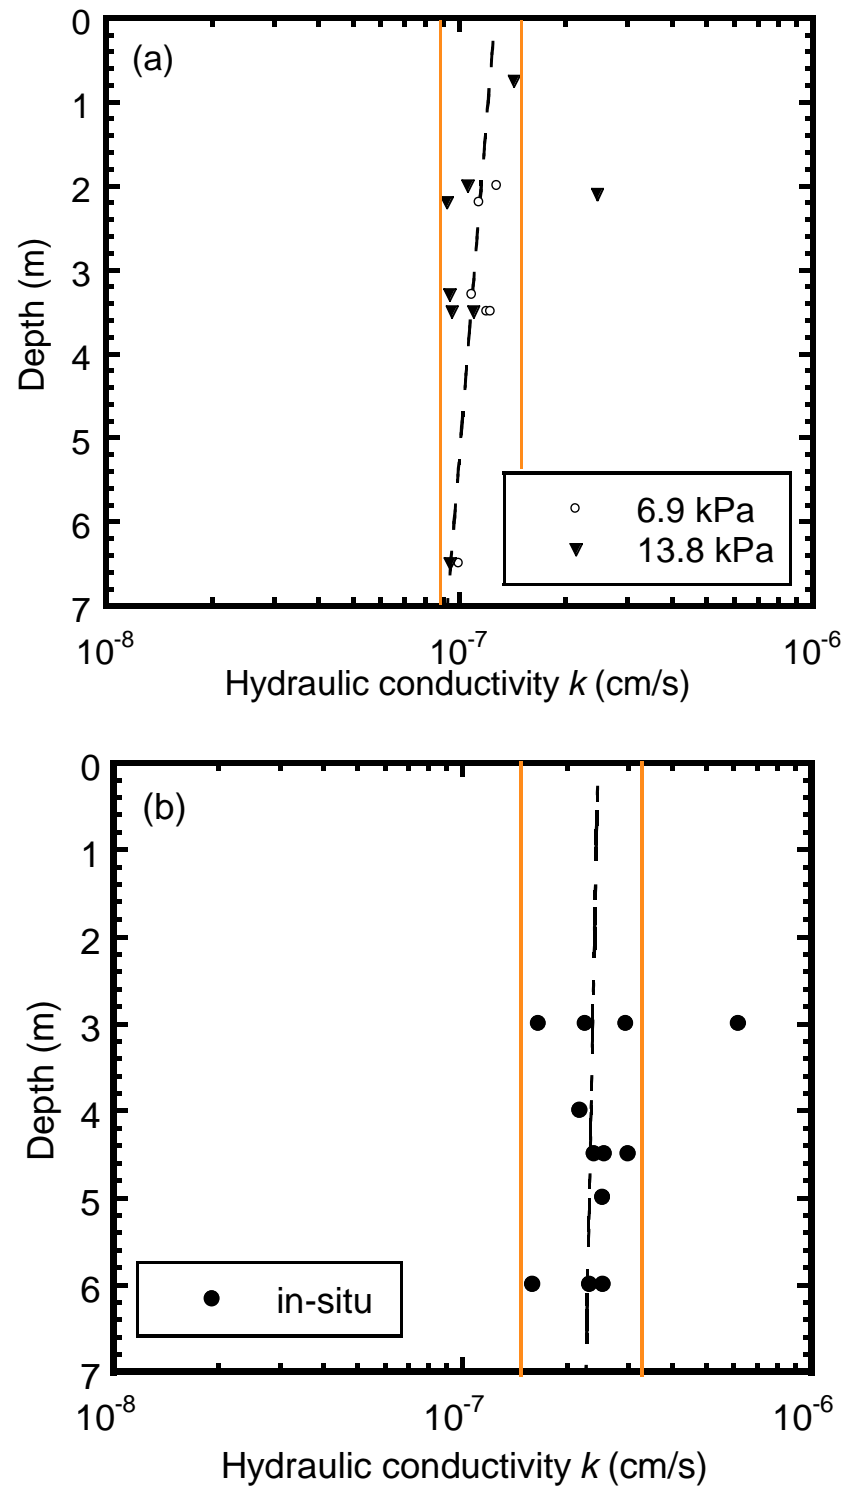 (a)
0
1
2
3
4
5
6
7
Depth (m)
6.9 kPa
13.8 kPa
10-8 10-7 10-6
Hydraulic conductivity k (cm/s)
(b)
0
1
2
3
4
5
6
7
Depth (m)
in-situ
10-8 10-7 10-6
Hydraulic conductivity k (cm/s)